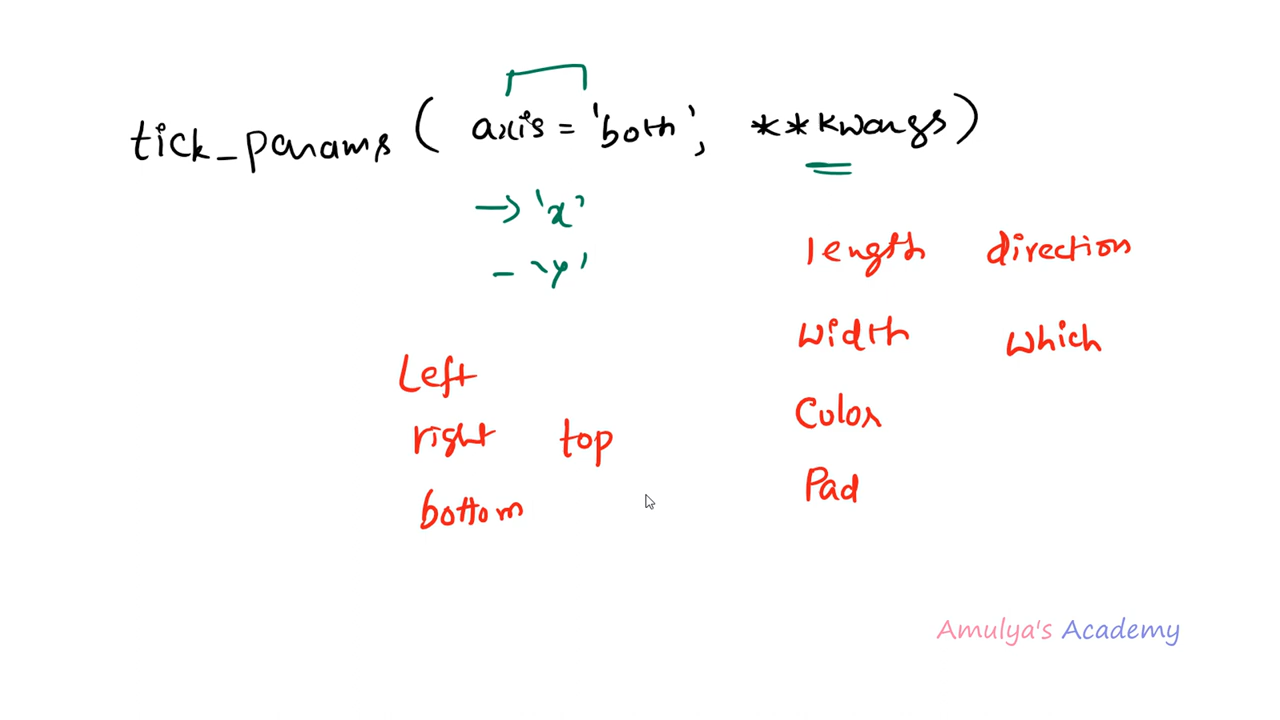 tick_params ( axis = 'both', **kwargs )
→ 'x'
- 'y'
length direction
width which
Left
Color
right top
Pad
bottom
Amulya's Academy